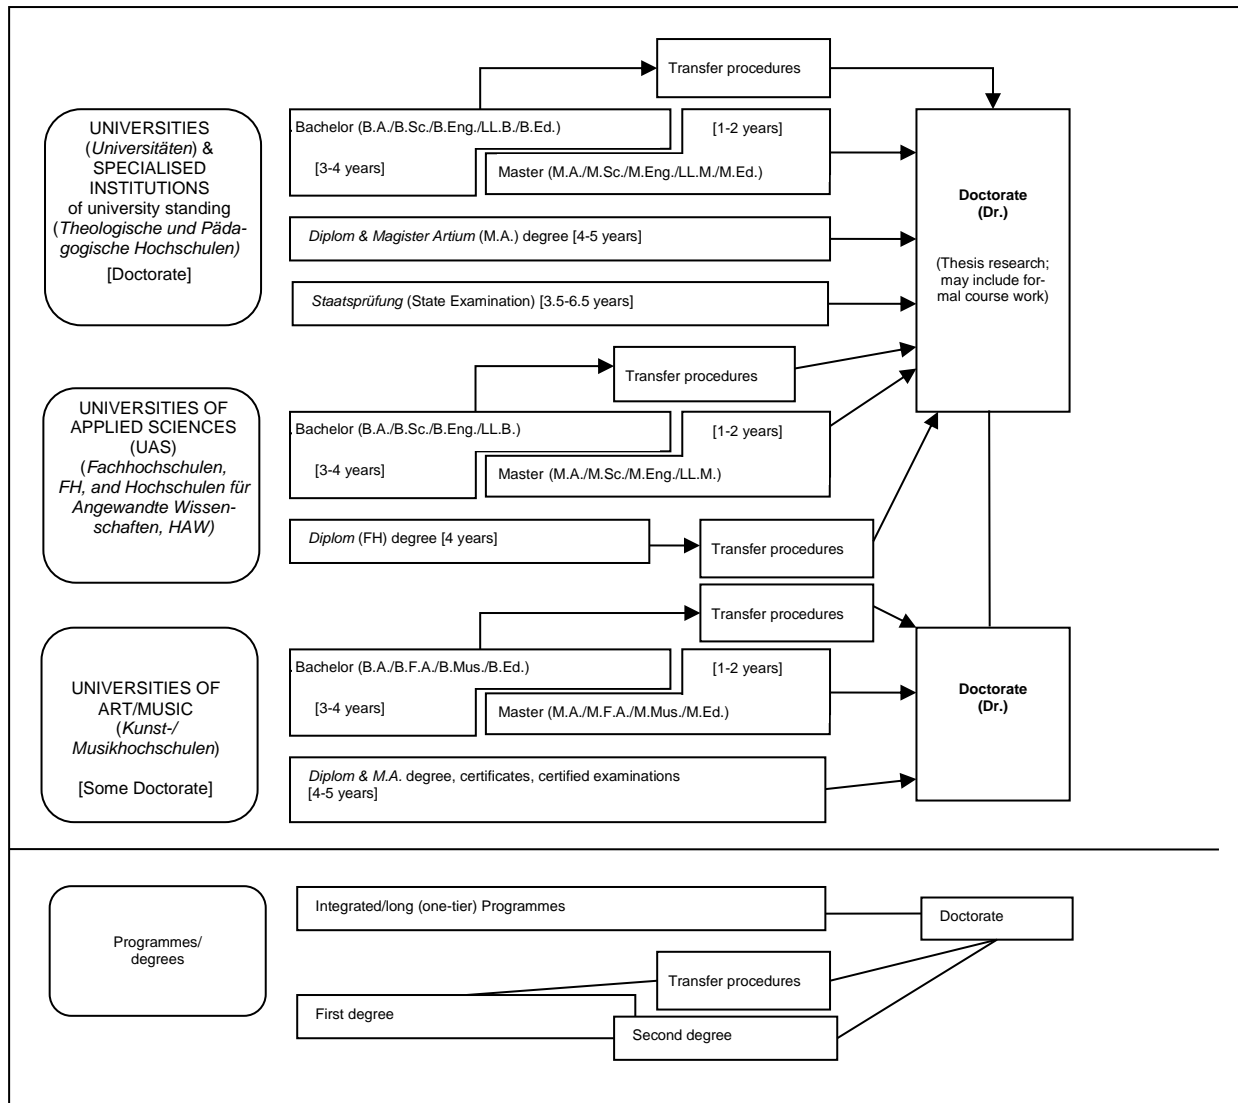 Transfer procedures
UNIVERSITIES
(Universitäten) &
SPECIALISED
INSTITUTIONS
of university standing
(Theologische und Päda-
gogische Hochschulen)
[Doctorate]
. Bachelor (B.A./B.Sc./B.Eng./LL.B./B.Ed.)
[3-4 years]
[1-2 years]
Master (M.A./M.Sc./M.Eng./LL.M./M.Ed.)
Diplom & Magister Artium (M.A.) degree [4-5 years]
Staatsprüfung (State Examination) [3.5-6.5 years]
Doctorate
(Dr.)
(Thesis research;
may include for-
mal course work)
Transfer procedures
UNIVERSITIES OF
APPLIED SCIENCES
(UAS)
(Fachhochschulen,
FH, and Hochschulen für
Angewandte Wissen-
schaften, HAW)
. Bachelor (B.A./B.Sc./B.Eng./LL.B.)
[3-4 years]
[1-2 years]
Master (M.A./M.Sc./M.Eng./LL.M.)
Diplom (FH) degree [4 years]
Transfer procedures
Transfer procedures
UNIVERSITIES OF
ART/MUSIC
(Kunst-/
Musikhochschulen)
[Some Doctorate]
. Bachelor (B.A./B.F.A./B.Mus./B.Ed.)
[3-4 years]
[1-2 years]
Master (M.A./M.F.A./M.Mus./M.Ed.)
Diplom & M.A. degree, certificates, certified examinations
[4-5 years]
Doctorate
(Dr.)
Programmes/
degrees
Integrated/long (one-tier) Programmes
Doctorate
Transfer procedures
First degree
Second degree